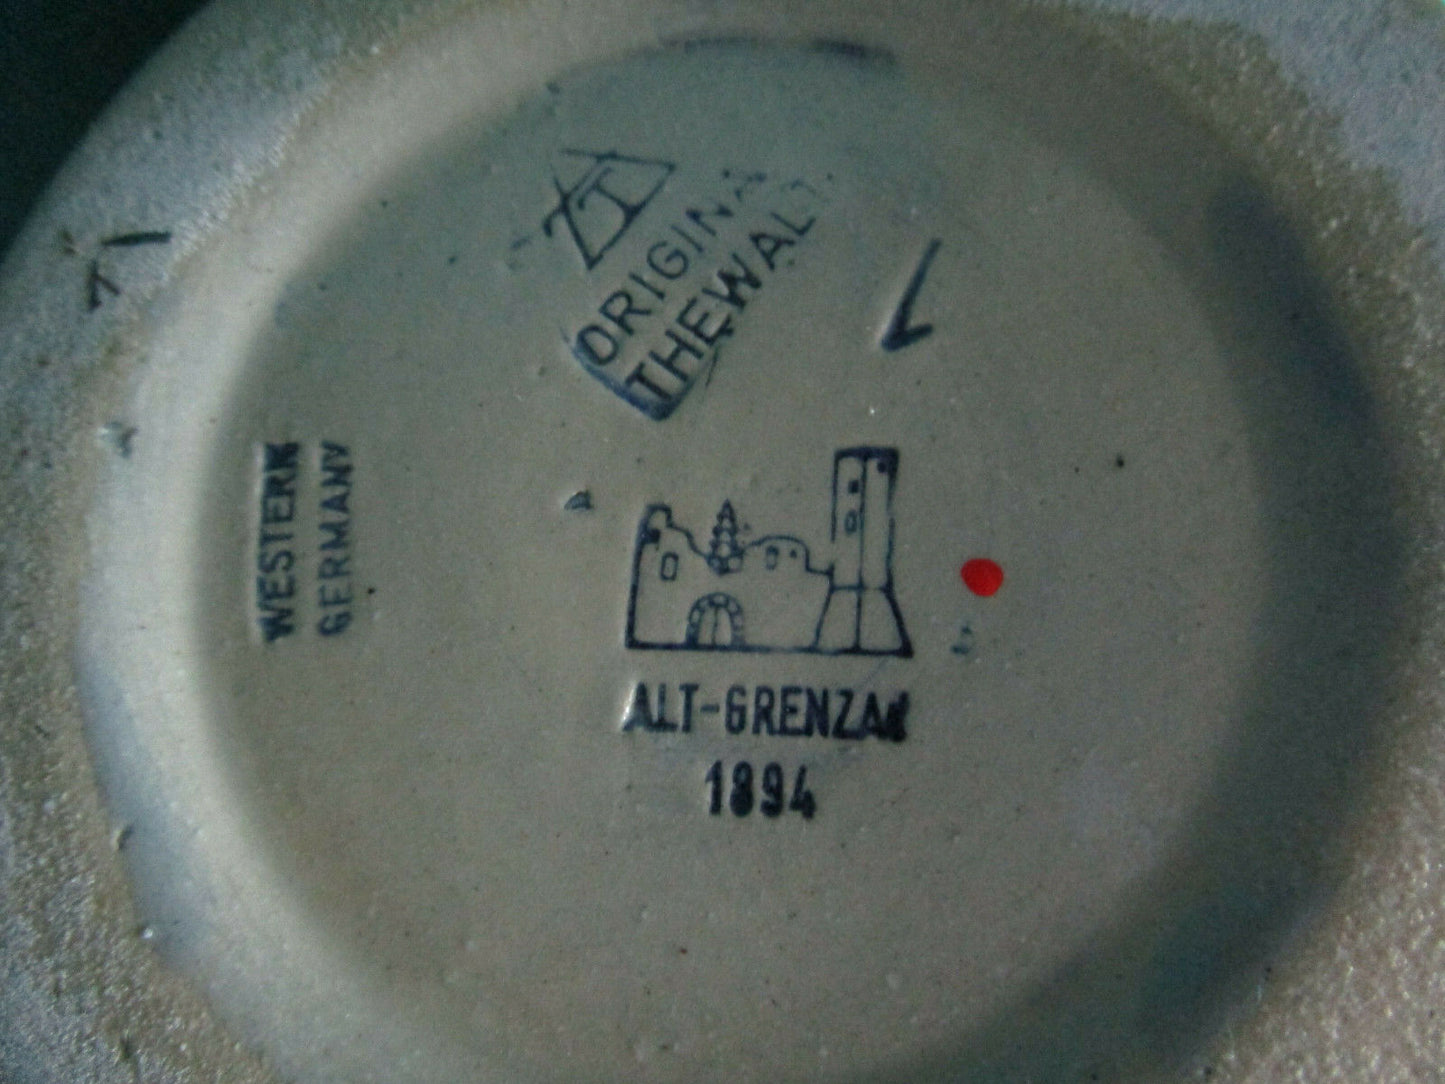 ORIGINAL
THEWALT
WESTERN
GERMANY
ALT-GRENZAU
1894